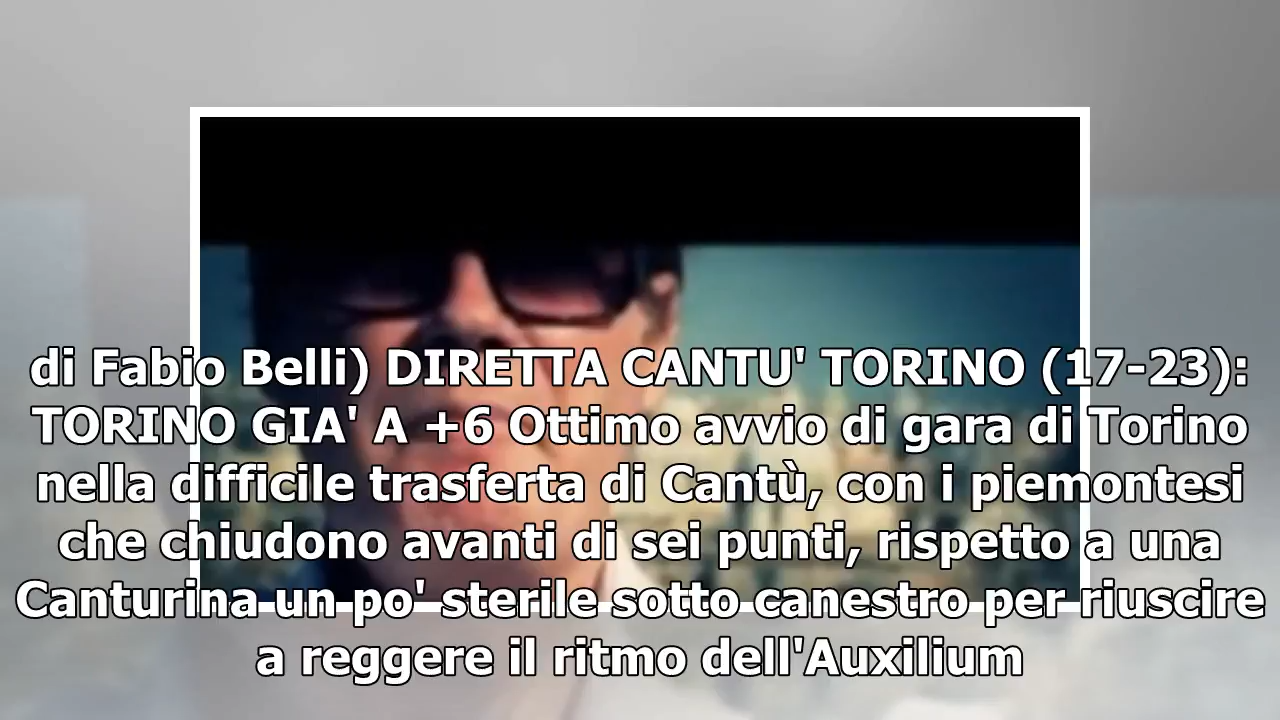 di Fabio Belli) DIRETTA CANTU' TORINO (17-23):
TORINO GIA' A +6 Ottimo avvio di gara di Torino
nella difficile trasferta di Cantù, con i piemontesi
che chiudono avanti di sei punti, rispetto a una
Canturina un po' sterile sotto canestro per riuscire
a reggere il ritmo dell'Auxilium